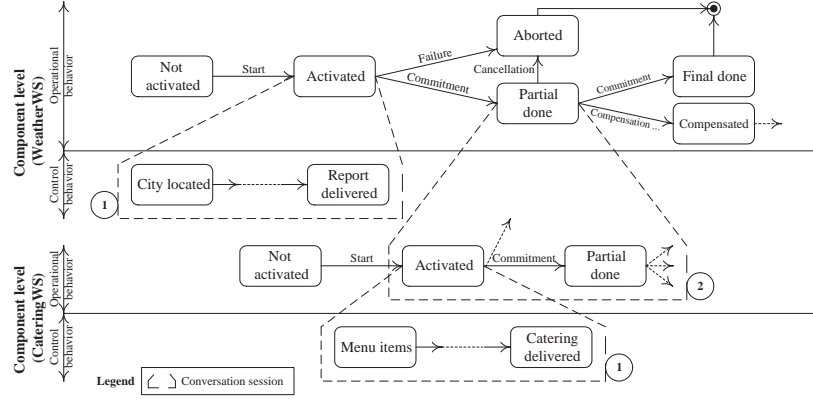 Component level
(WeatherWS)
Operational
behavior
Control
behavior
Not
activated
Start
Activated
Failure
Commitment
Aborted
Cancellation
Partial
done
Commitment
Compensation ...
Final done
Compensated
City located
Report
delivered
1
Component level
(CateringWS)
Operational
behavior
Control
behavior
Not
activated
Start
Activated
Commitment
Partial
done
2
Menu items
Catering
delivered
1
Legend
Conversation session